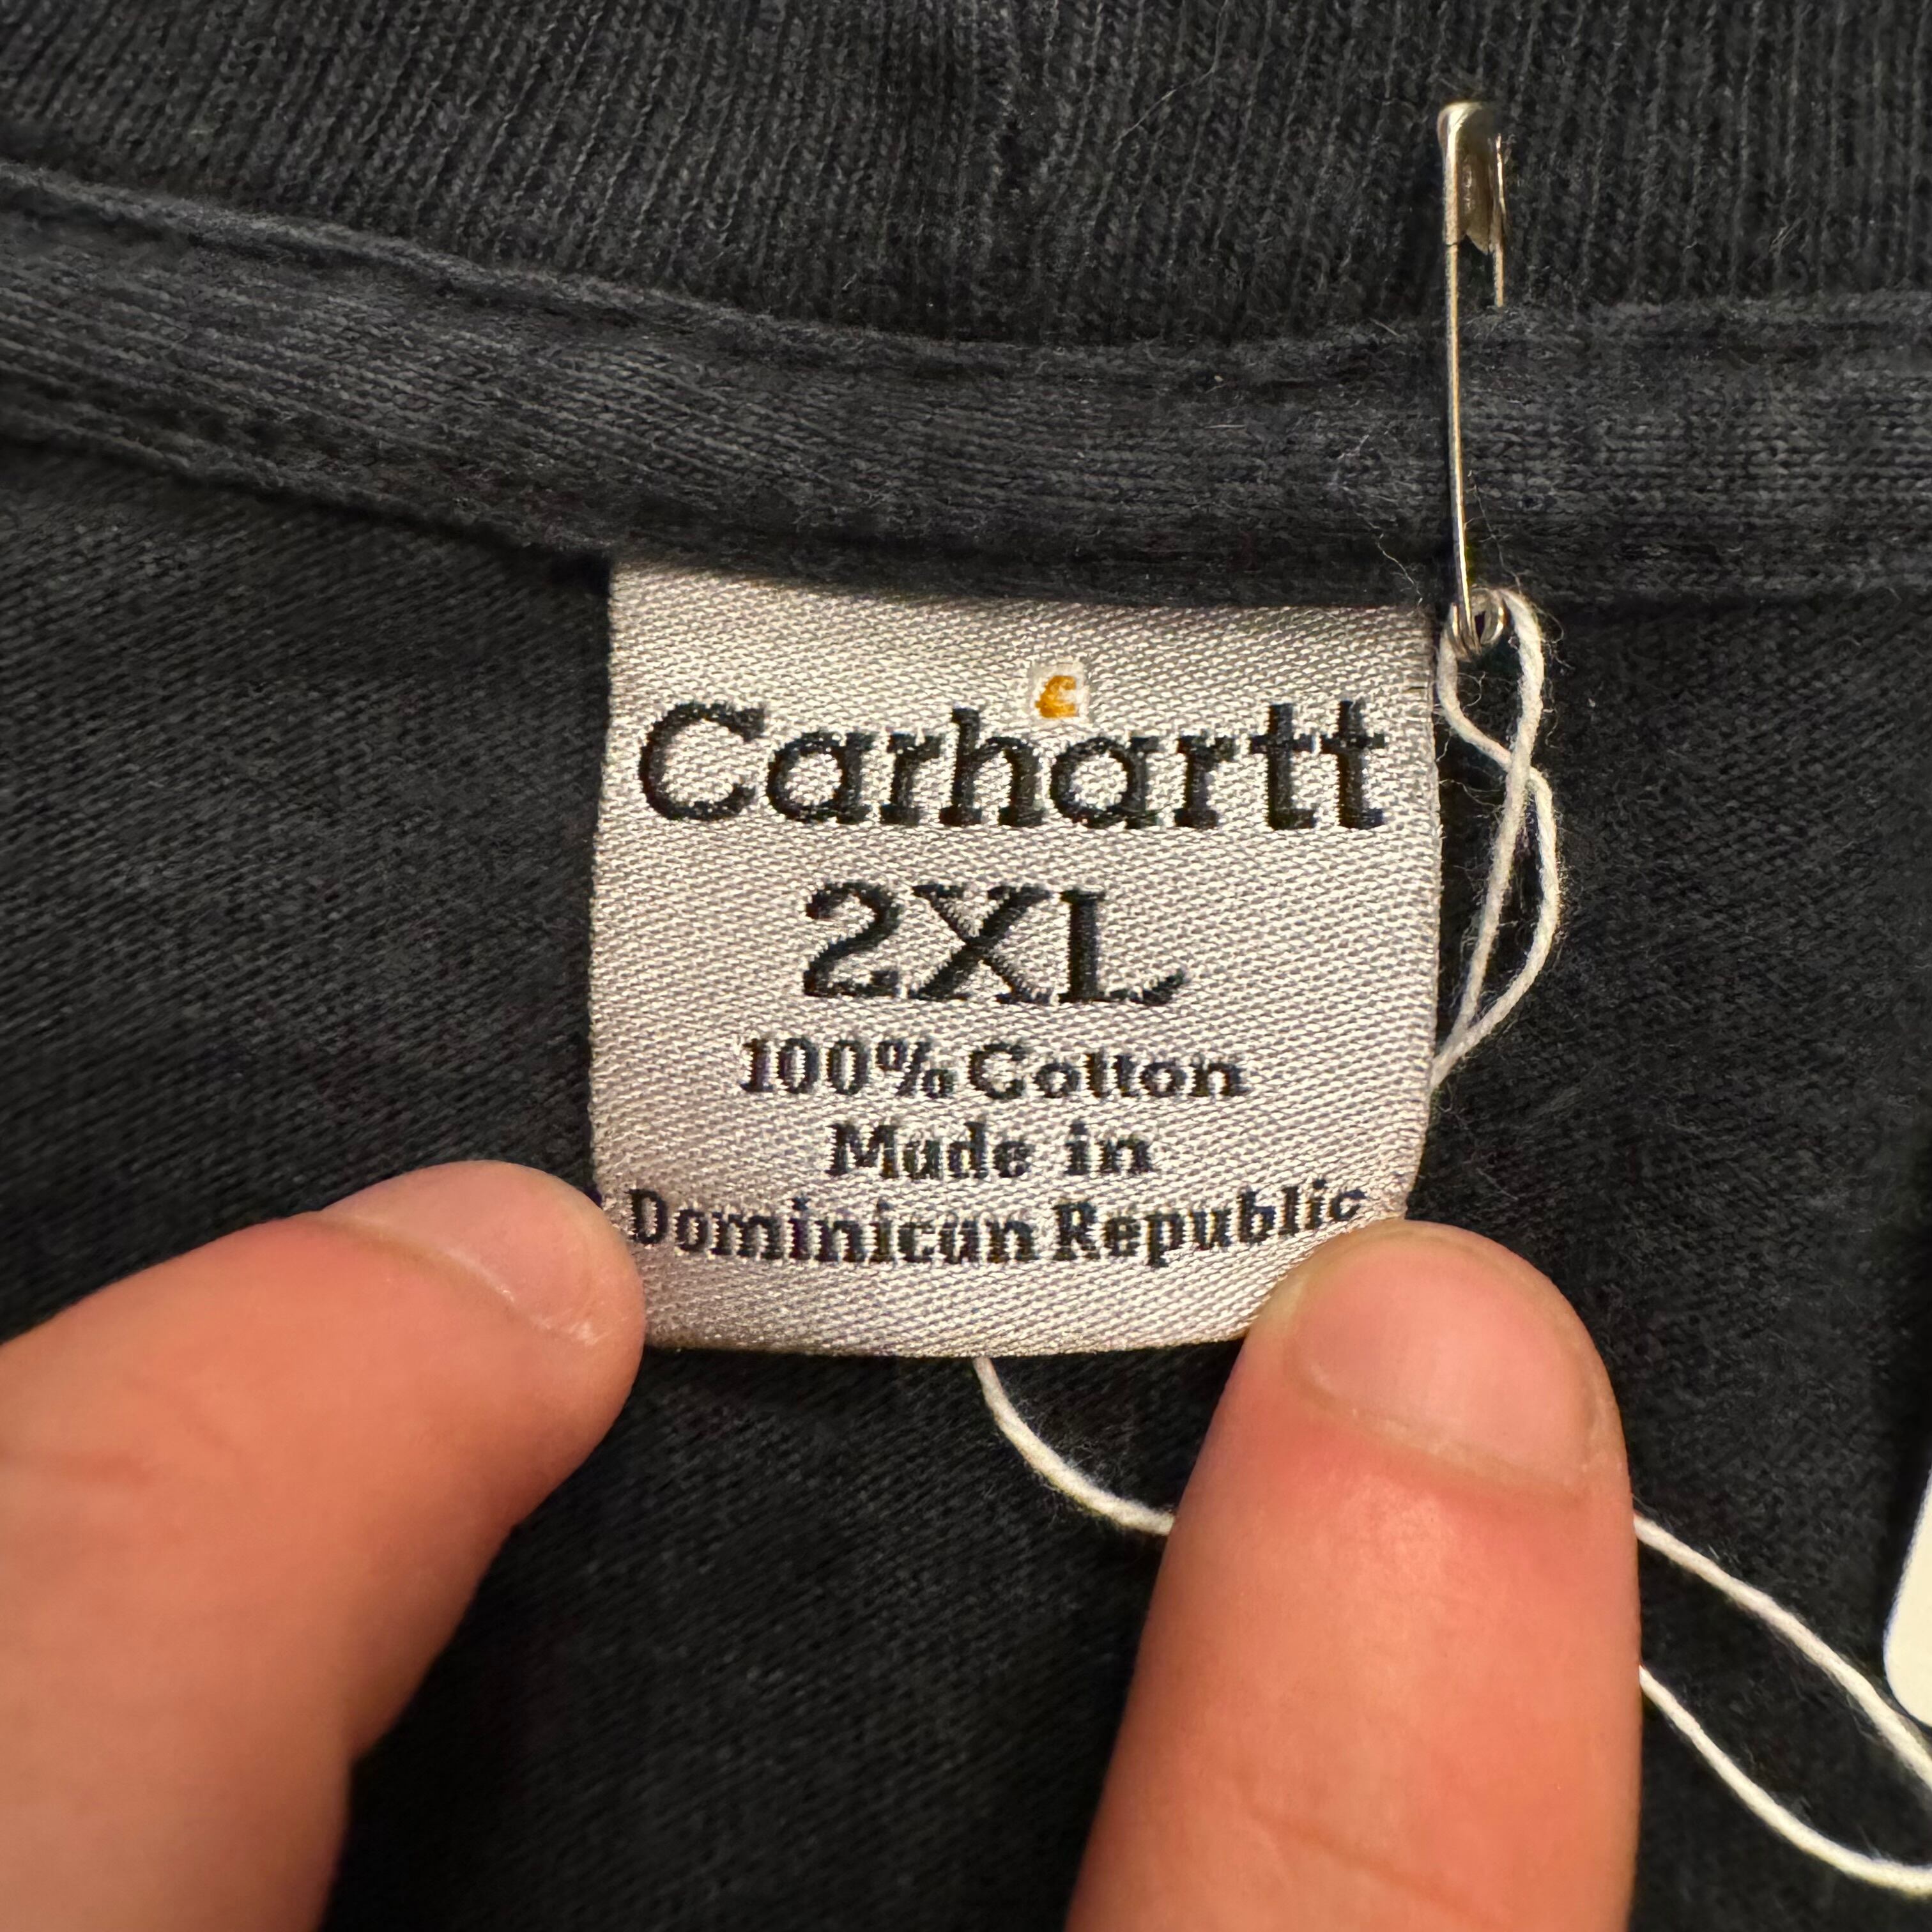 C
Carhartt
2XL
100% Cotton
Made in
Dominican Republic